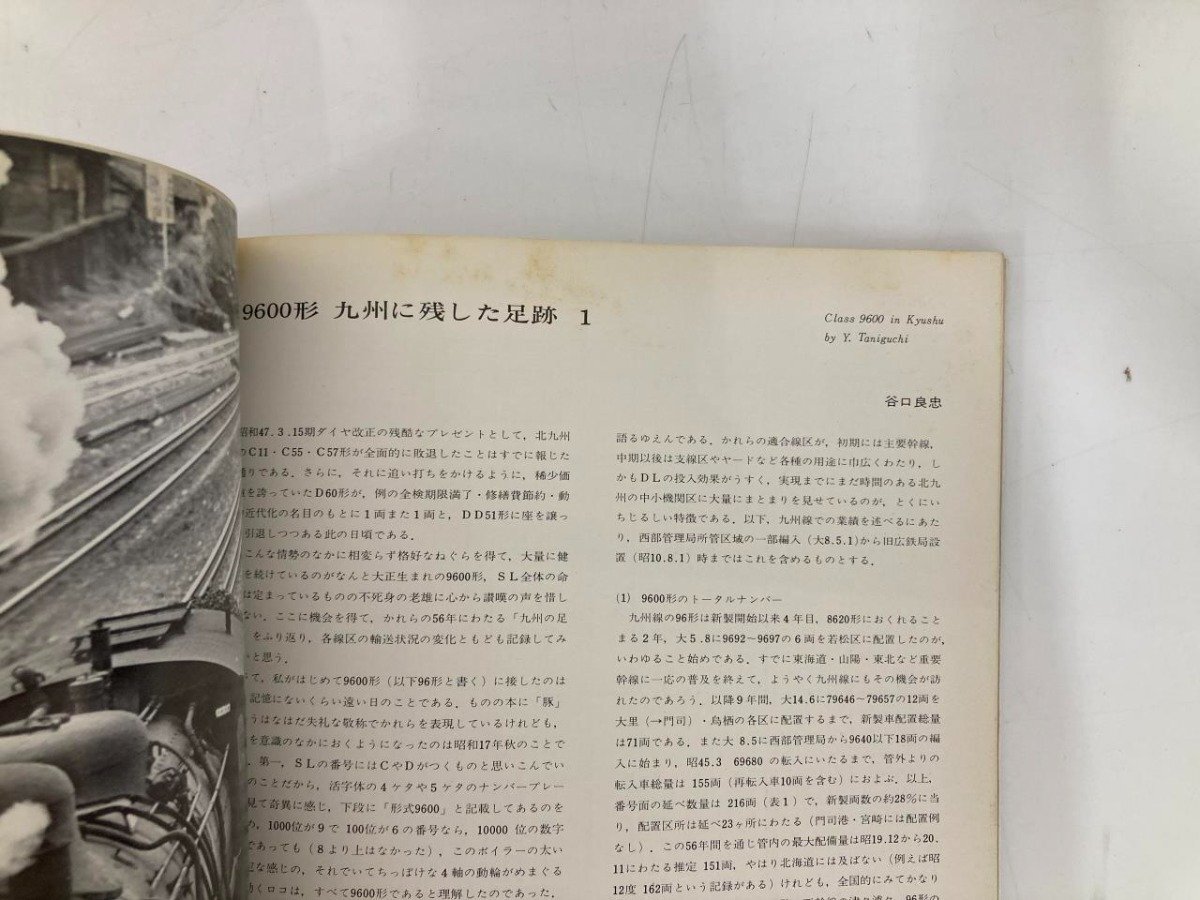 9600形 九州に残した足跡 1
Class 9600 in Kyushu
by Y. Taniguchi
谷口良忠
昭和47.3.15期ダイヤ改正の残酷なプレゼントとして，北九州
のC11・C55・C57形が全面的に敗退したことはすでに報じた
通りである．さらに，それに追い打ちをかけるように，稀少価
値を誇っていたD60形が，例の全検期限満了・修繕費節約・動
力近代化の名目のもとに1両また1両と，DD51形に座を譲っ
引退しつつある此の日頃である．
こんな情勢のなかに相変らず格好なねぐらを得て，大量に健
を続けているのがなんと大正生まれの9600形，SL全体の命
は定まっているものの不死身の老雄に心から讃嘆の声を惜し
ない．ここに機会を得て，かれらの56年にわたる「九州の足
をふり返り，各線区の輸送状況の変化ともども記録してみ
いと思う．
て，私がはじめて9600形（以下96形と書く）に接したのは
記憶にないくらい遠い日のことである．ものの本に「豚」
うはなはだ失礼な敬称でかれらを表現しているけれども，
を意識のなかにおくようになったのは昭和17年秋のことで
．第一，SLの番号にはCやDがつくものと思いこんでい
のことだから，活字体の4ケタや5ケタのナンバープレー
見て奇異に感じ，下段に「形式9600」と記載してあるのを
め，1000位が9で100位が6の番号なら，10000位の数字
であっても（8より上はなかった），このボイラーの太い
な感じの，それでいてちっぽけな4軸の動輪がめまぐる
動くロコは，すべて9600形であると理解したのであった．
語るゆえんである．かれらの適合線区が，初期には主要幹線，
中期以後は支線区やヤードなど各種の用途に巾広くわたり，し
かもDLの投入効果がうすく，実現までにまだ時間のある北九
州の中小機関区に大量にまとまりを見せているのが，とくにい
ちじるしい特徴である．以下，九州線での業績を述べるにあた
り，西部管理局所管区域の一部編入（大8.5.1）から旧広鉄局設
置（昭10.8.1）時まではこれを含めるものとする．
(1) 9600形のトータルナンバー
九州線の96形は新製開始以来4年目，8620形におくれること
まる2年，大5.8に9692～9697の6両を若松区に配置したのが，
いわゆること始めである．すでに東海道・山陽・東北など重要
幹線に一応の普及を終えて，ようやく九州線にもその機会が訪
れたのであろう．以降9年間，大14.6に79646～79657の12両を
大里（→門司）・鳥栖の各区に配置するまで，新製車配置総量
は71両である．また大8.5に西部管理局から9640以下18両の編
入に始まり，昭45.3 69680の転入にいたるまで，管外よりの
転入車総量は 155両（再転入車10両を含む）におよぶ．以上，
番号面の延べ数量は 216両（表1）で，新製両数の約28％に当
り，配置区所は延べ23ヶ所にわたる（門司港・宮崎には配置例
なし）．この56年間を通じ管内の最大配備量は昭19.12から20.
11にわたる推定 151両，やはり北海道には及ばない（例えば昭
12度 162両という記録がある）けれども，全国的にみてかなり